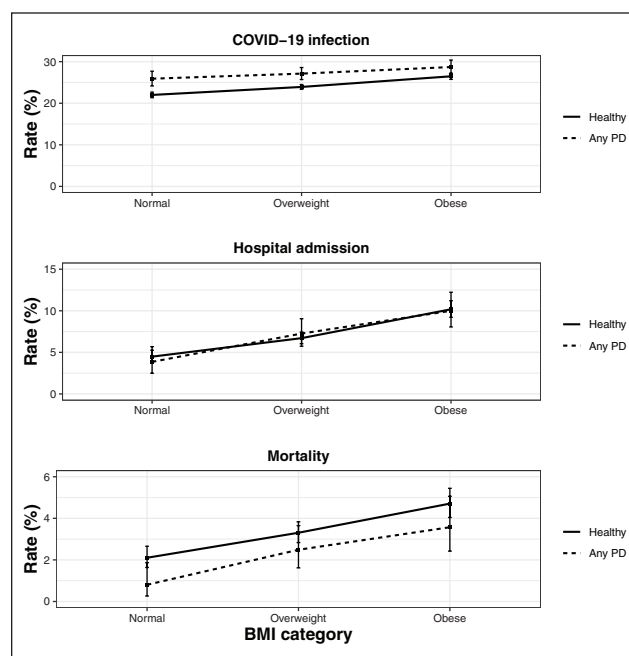 COVID−19 infection
Rate (%)
30
20
10
0
Normal
Overweight
Obese
Healthy
Any PD
Hospital admission
Rate (%)
15
10
5
0
Normal
Overweight
Obese
Healthy
Any PD
Mortality
Rate (%)
6
4
2
0
Normal
Overweight
Obese
Healthy
Any PD
BMI category